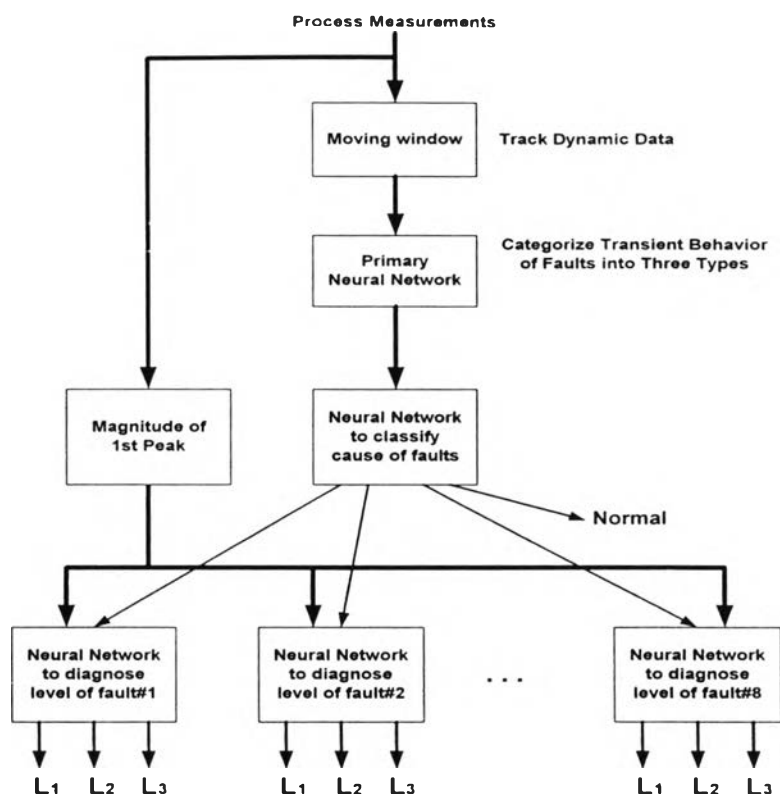 Process Measurements
Moving window
Track Dynamic Data
Primary
Neural Network
Categorize Transient Behavior
of Faults into Three Types
Magnitude of
1st Peak
Neural Network
to classify
cause of faults
Normal
Neural Network
to diagnose
level of fault#1
Neural Network
to diagnose
level of fault#2
. . .
Neural Network
to diagnose
level of fault#8
L1 L2 L3
L1 L2 L3
L1 L2 L3